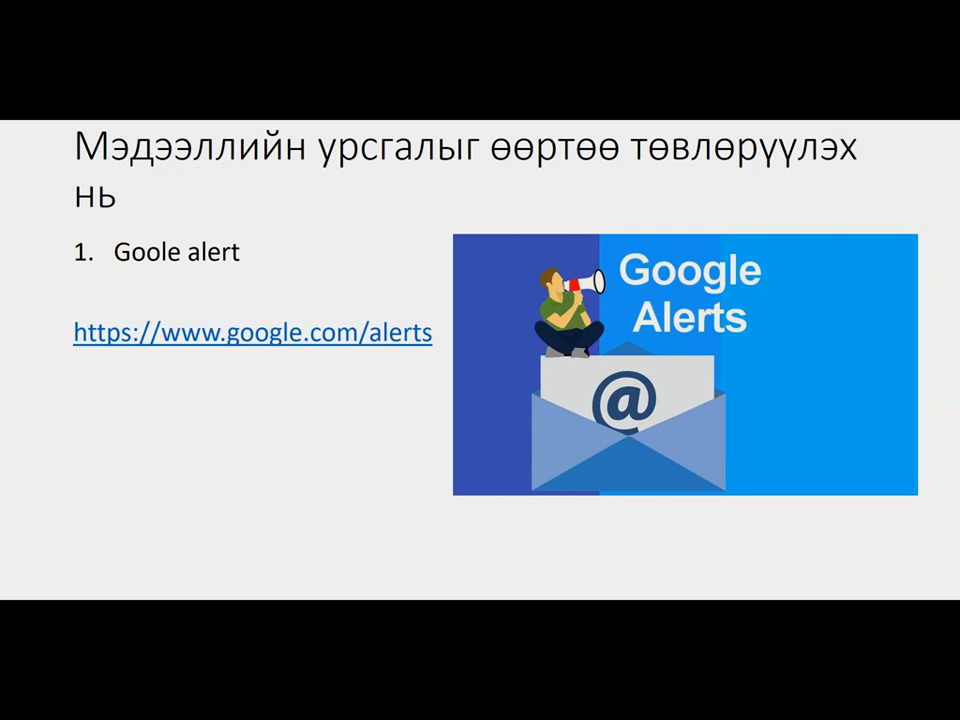 Мэдээллийн урсгалыг өөртөө төвлөрүүлэх
нь
1. Goole alert
https://www.google.com/alerts
Google
Alerts
@